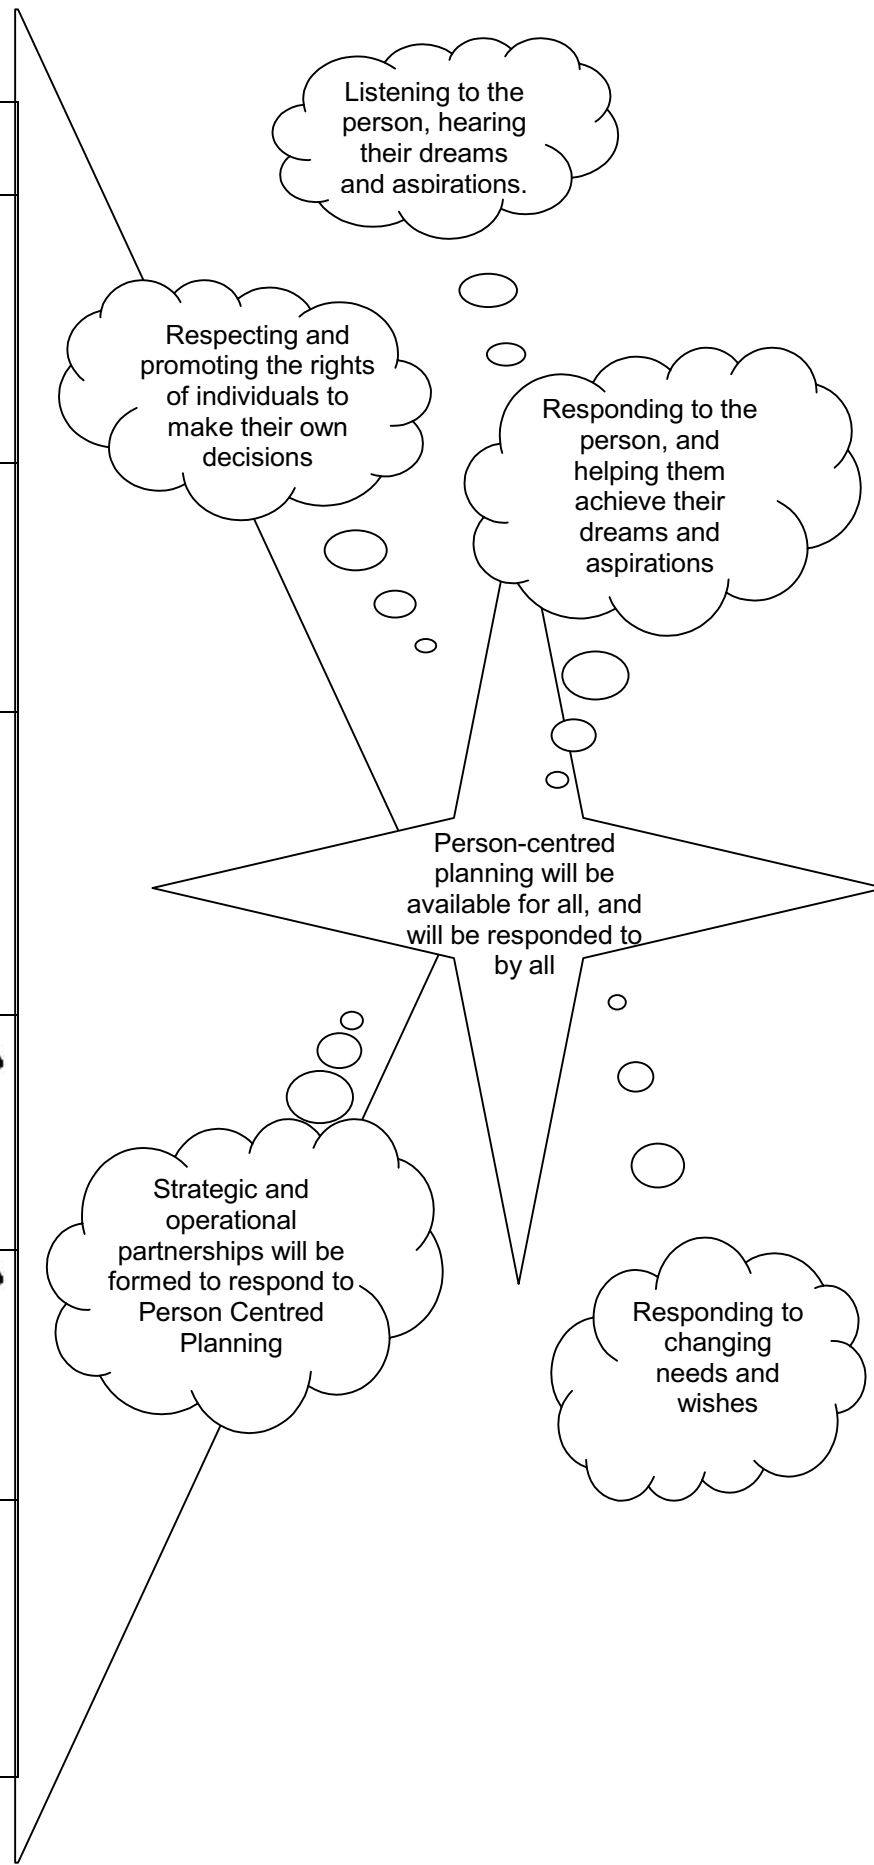 Listening to the
person, hearing
their dreams
and aspirations.
Respecting and
promoting the rights
of individuals to
make their own
decisions
Responding to the
person, and
helping them
achieve their
dreams and
aspirations
Person-centred
planning will be
available for all, and
will be responded to
by all
Strategic and
operational
partnerships will be
formed to respond to
Person Centred
Planning
Responding to
changing
needs and
wishes